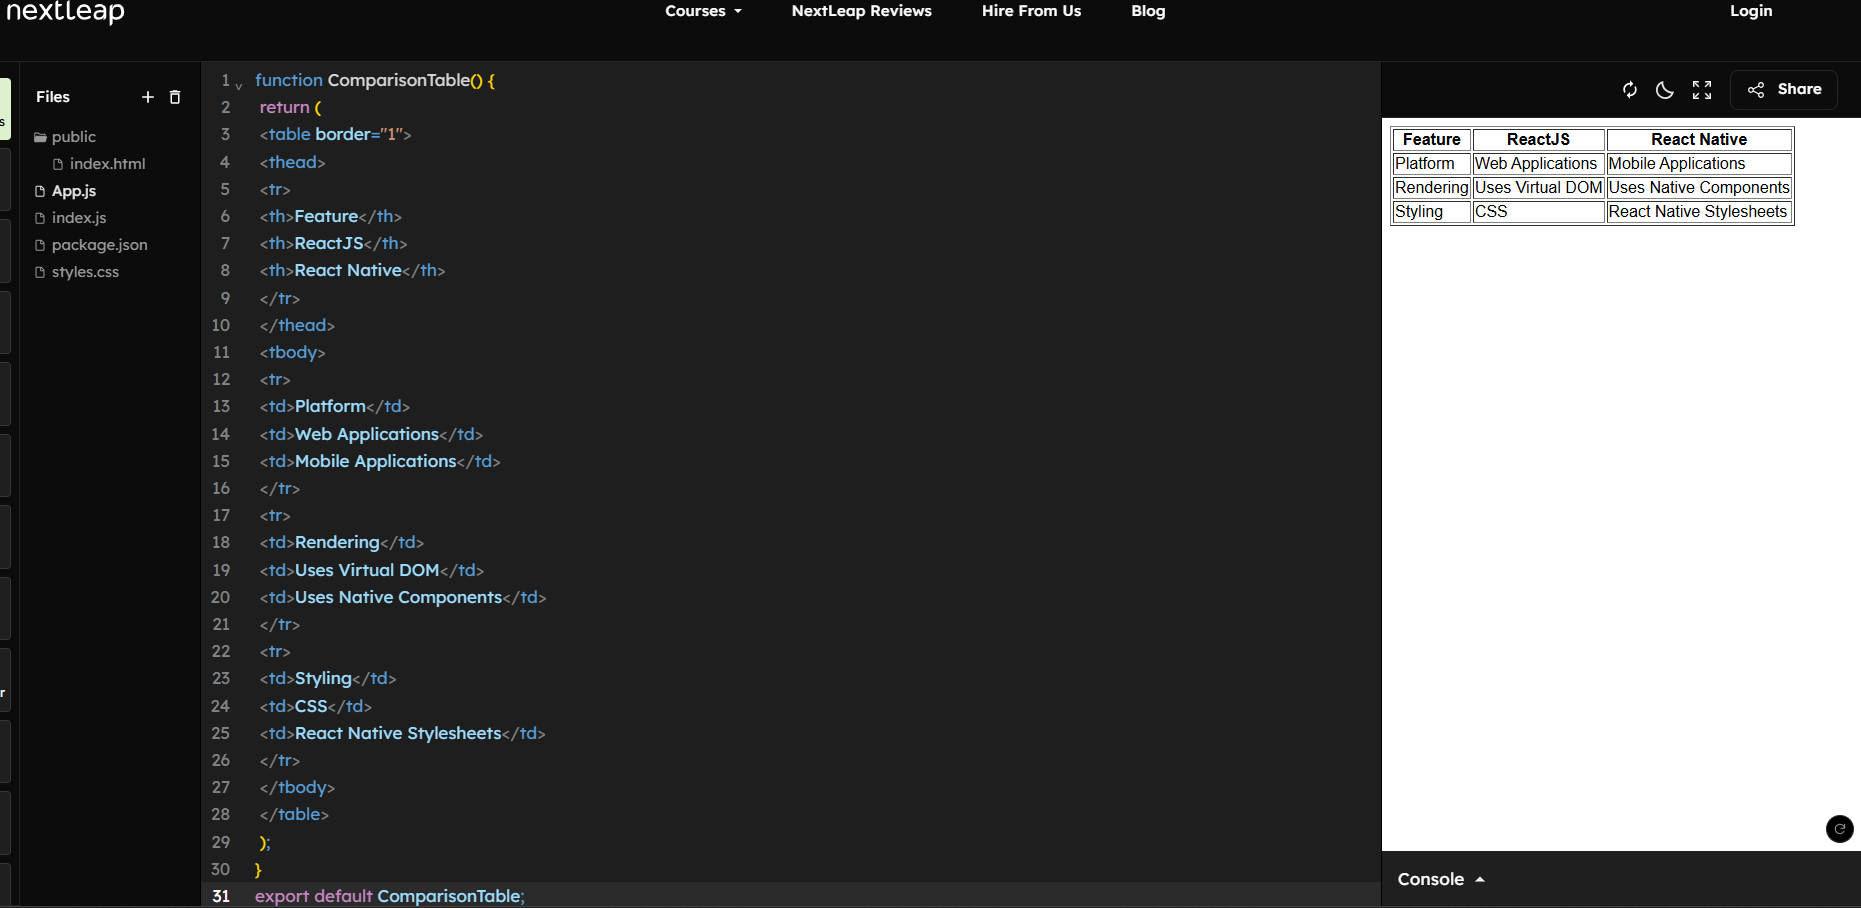 nextleap
Courses
NextLeap Reviews
Hire From Us
Blog
Login
s
r
Files
public
index.html
App.js
index.js
package.json
styles.css
1 function ComparisonTable() {
2 return (
3 <table border="1">
4 <thead>
5 <tr>
6 <th>Feature</th>
7 <th>ReactJS</th>
8 <th>React Native</th>
9 </tr>
10 </thead>
11 <tbody>
12 <tr>
13 <td>Platform</td>
14 <td>Web Applications</td>
15 <td>Mobile Applications</td>
16 </tr>
17 <tr>
18 <td>Rendering</td>
19 <td>Uses Virtual DOM</td>
20 <td>Uses Native Components</td>
21 </tr>
22 <tr>
23 <td>Styling</td>
24 <td>CSS</td>
25 <td>React Native Stylesheets</td>
26 </tr>
27 </tbody>
28 </table>
29 );
30 }
31 export default ComparisonTable;
Share
Feature ReactJS React Native
Platform Web Applications Mobile Applications
Rendering Uses Virtual DOM Uses Native Components
Styling CSS React Native Stylesheets
Console